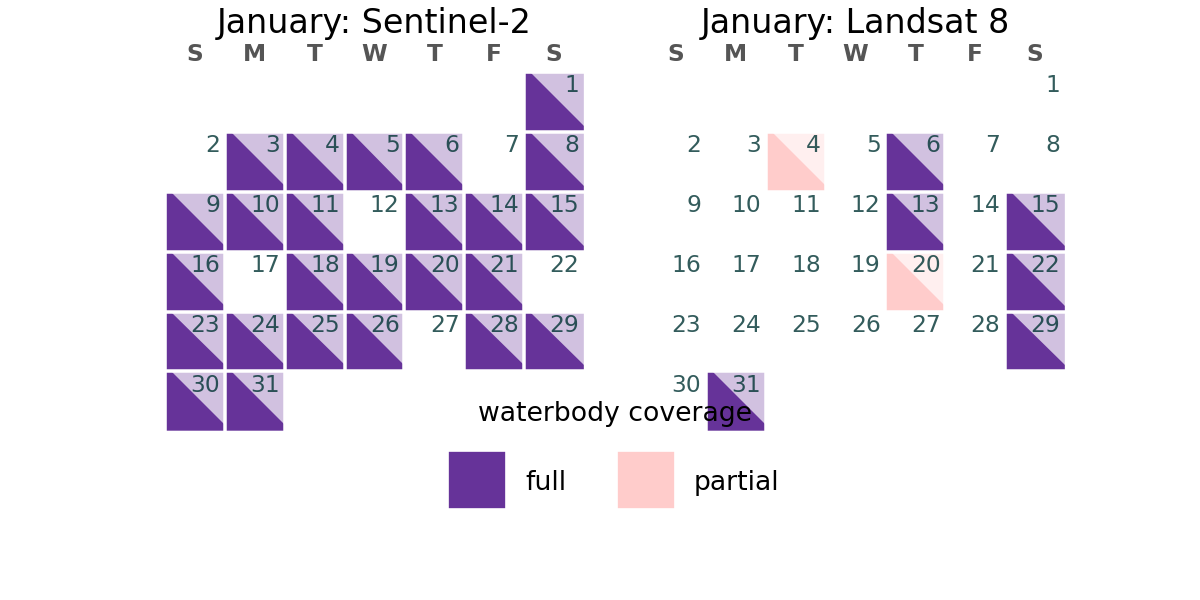 January: Sentinel-2
S M T W T F S
1
2 3 4 5 6 7 8
9 10 11 12 13 14 15
16 17 18 19 20 21 22
23 24 25 26 27 28 29
30 31
January: Landsat 8
S M T W T F S
1
2 3 4 5 6 7 8
9 10 11 12 13 14 15
16 17 18 19 20 21 22
23 24 25 26 27 28 29
30 31
waterbody coverage
full partial